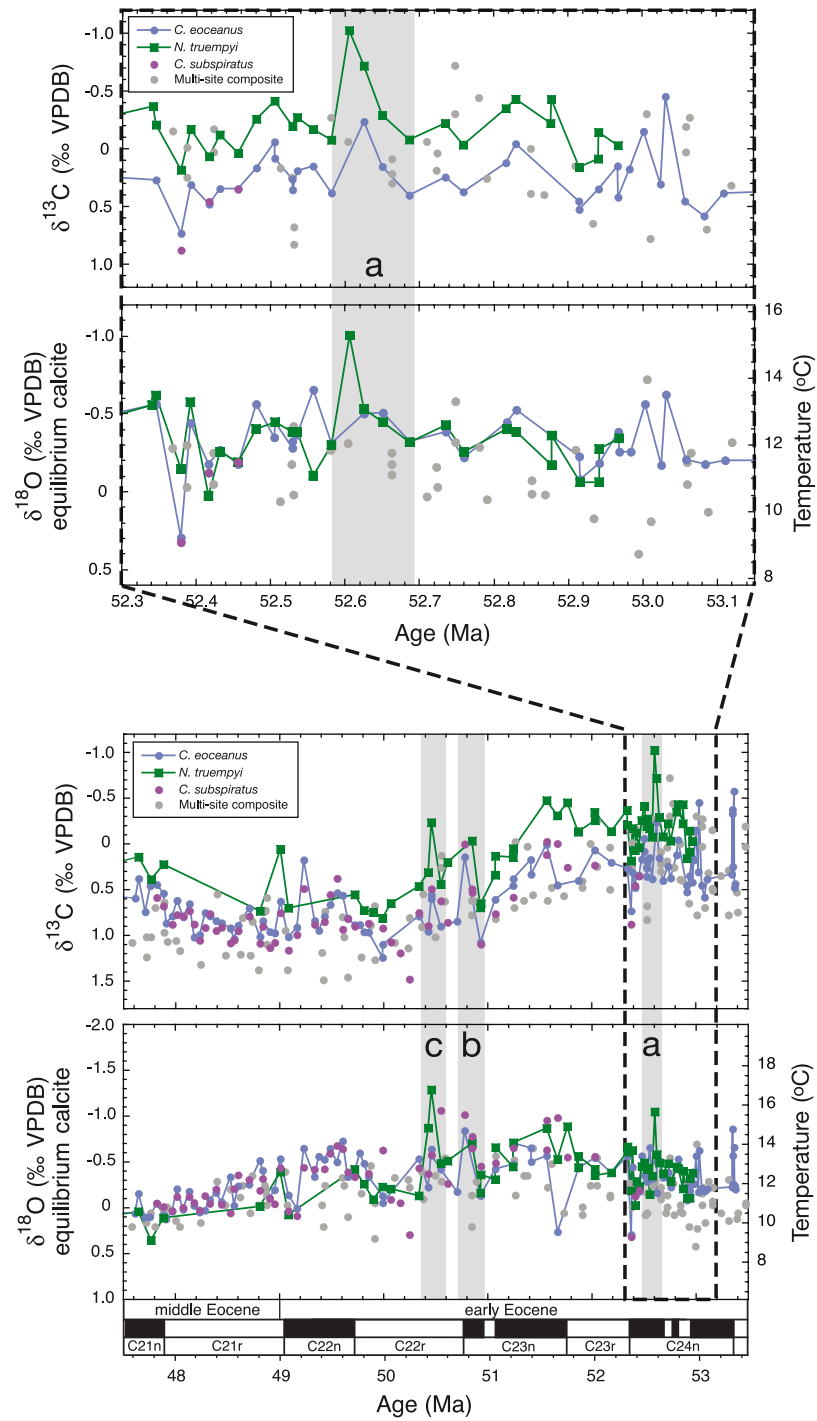 C. eoceanus
N. truempyi
C. subspiratus
Multi-site composite
-1.0
-0.5
0
0.5
1.0
δ13C (‰ VPDB)
a
-1.0
-0.5
0
0.5
δ18O (‰ VPDB)
equilibrium calcite
16
14
12
10
8
Temperature (oC)
52.3 52.4 52.5 52.6 52.7 52.8 52.9 53.0 53.1
Age (Ma)
C. eoceanus
N. truempyi
C. subspiratus
Multi-site composite
-1.0
-0.5
0
0.5
1.0
1.5
δ13C (‰ VPDB)
-2.0
-1.5
-1.0
-0.5
0
0.5
1.0
δ18O (‰ VPDB)
equilibrium calcite
c b a
18
16
14
12
10
8
Temperature (oC)
middle Eocene early Eocene
C21n C21r C22n C22r C23n C23r C24n
48 49 50 51 52 53
Age (Ma)